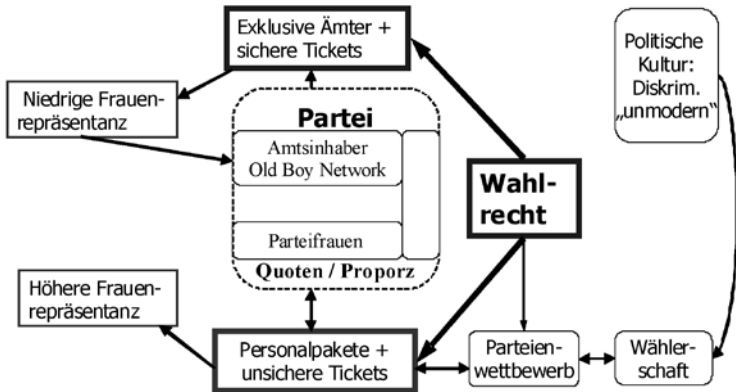 Exklusive Ämter +
sichere Tickets
Politische
Kultur:
Diskrim.
„unmodern“
Niedrige Frauen-
repräsentanz
Partei
Amtsinhaber
Old Boy Network
Wahl-
recht
Parteifrauen
Quoten / Proporz
Höhere Frauen-
repräsentanz
Personalpakete +
unsichere Tickets
Parteien-
wettbewerb
Wähler-
schaft